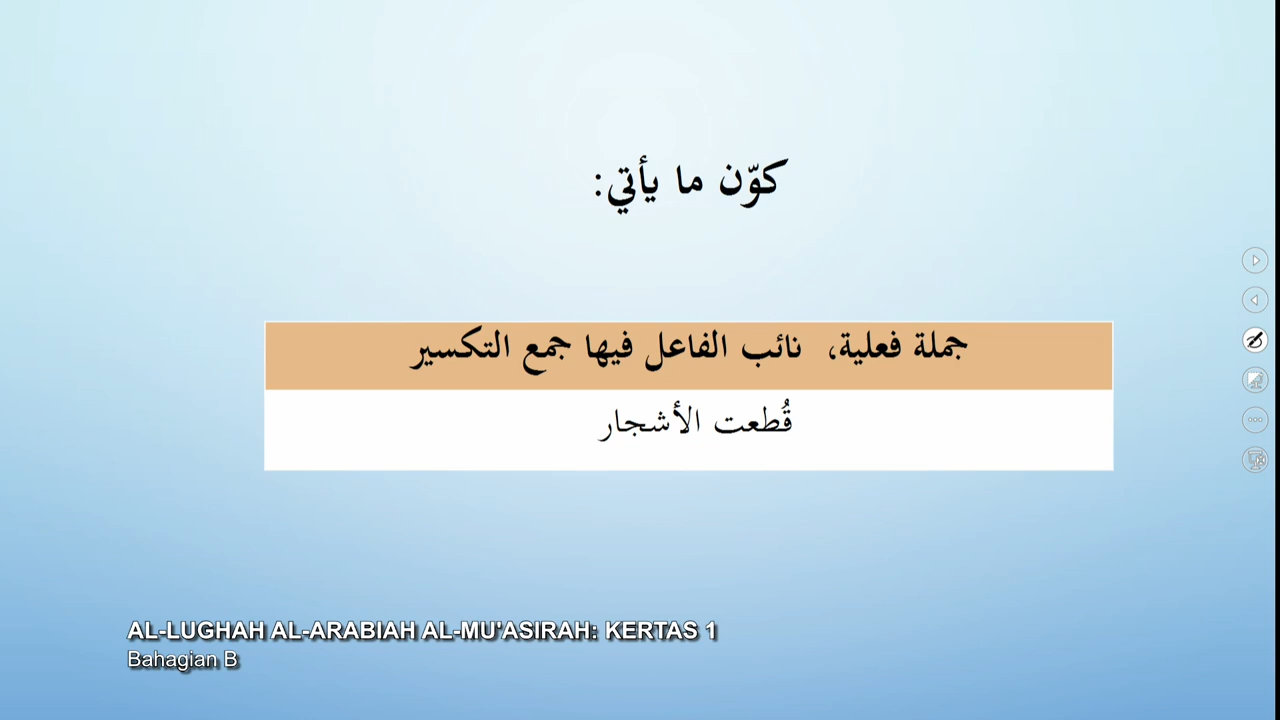 كوّن ما يأتي:
جملة فعلية، نائب الفاعل فيها جمع التكسير
قُطعت الأشجار
AL-LUGHAH AL-ARABIAH AL-MU'ASIRAH: KERTAS 1
Bahagian B